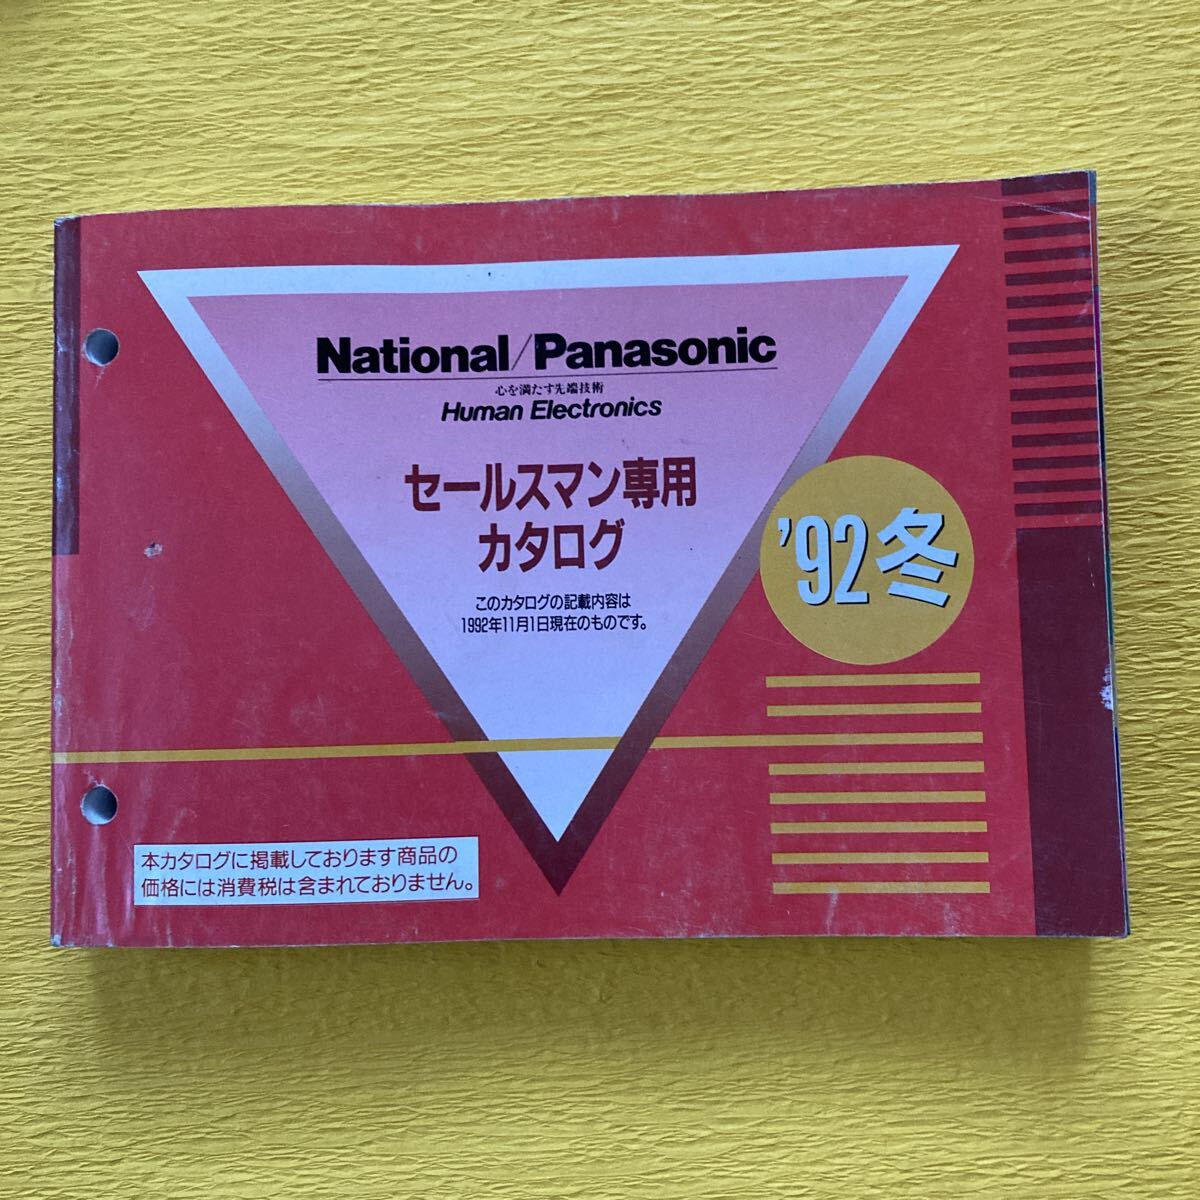 National/Panasonic
心を満たす先端技術
Human Electronics
セールスマン専用
カタログ
このカタログの記載内容は
1992年11月1日現在のものです。
'92冬
本カタログに掲載しております商品の
価格には消費税は含まれておりません。